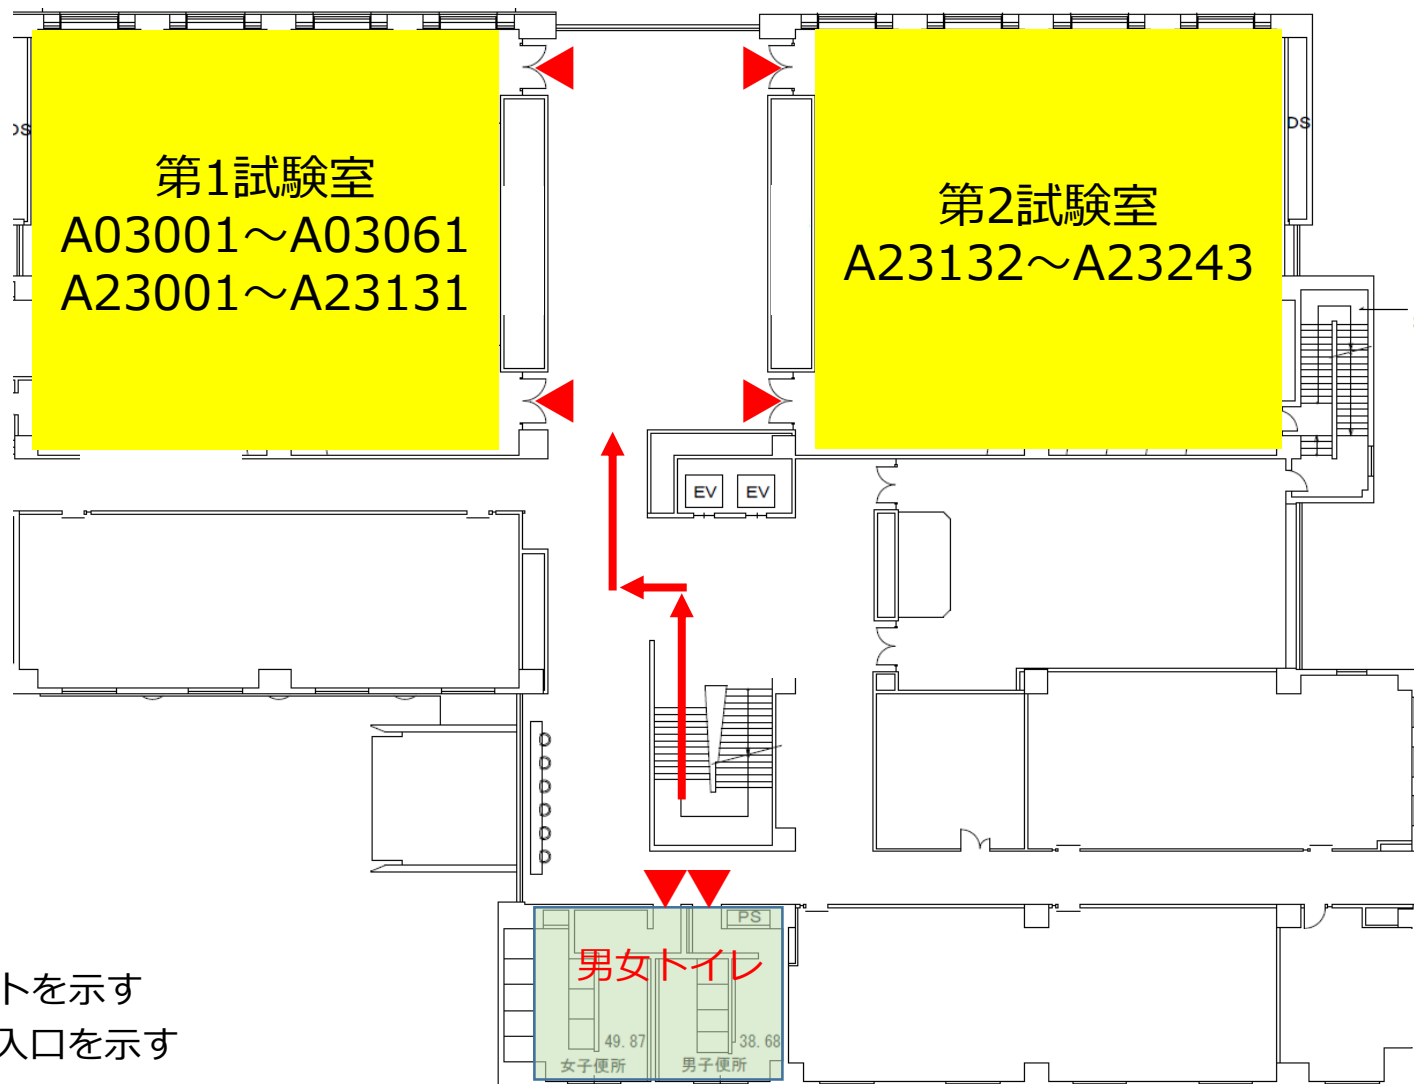 第1試験室
A03001～A03061
A23001～A23131
第2試験室
A23132～A23243
DS
DS
EV
EV
PS
男女トイレ
49.87
38.68
女子便所
男子便所
トを示す
入口を示す